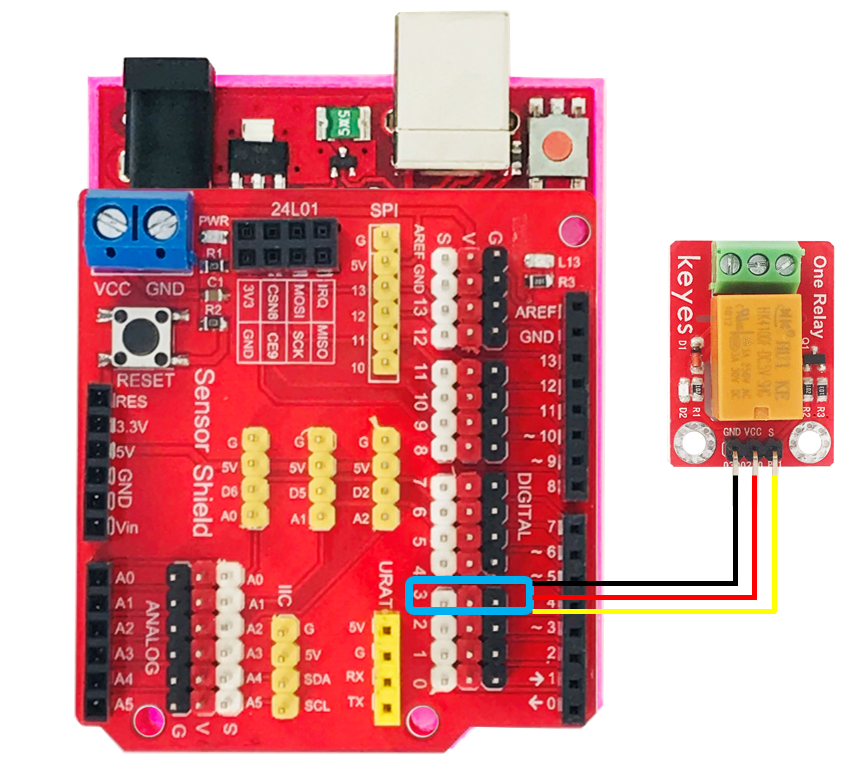 5X5
24L01
SPI
PWR
R1
C1
R2
VCC GND
3V3 CSN8 MOSI IRQ
GND CE9 SCK MISO
G
5V
13
12
11
10
S V G
AREF
GND
13
12
11
10
9
8
7
6
5
4
3
2
1
0
L13
R3
AREF
GND
13
12
11
~10
~9
8
7
~6
~5
4
~3
2
→1
←0
DIGITAL
RESET
RES
3.3V
5V
GND
GND
Vin
Sensor Shield
G
5V
D6
A0
G
5V
D5
A1
G
5V
D2
A2
A0
A1
A2
A3
A4
A5
ANALOG
G V S
A0
A1
A2
A3
A4
A5
IIC
G
5V
SDA
SCL
URAT
5V
G
RX
TX
keyes
One Relay
D1
D2
Q1
R1
R2
R3
GND VCC S